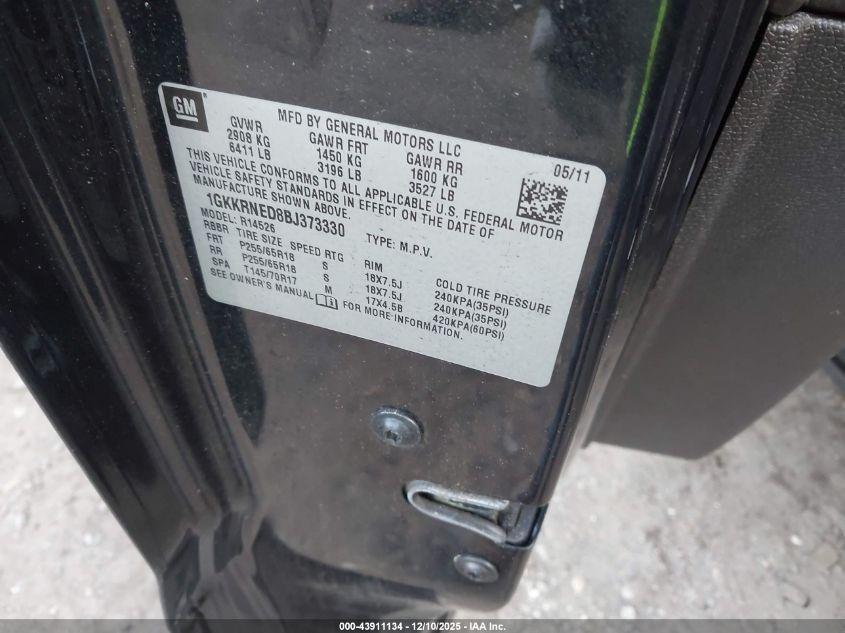 GM
MFD BY GENERAL MOTORS LLC
05/11
GVWR GAWR FRT GAWR RR
2908 KG 1450 KG 1600 KG
6411 LB 3196 LB 3527 LB
THIS VEHICLE CONFORMS TO ALL APPLICABLE U.S. FEDERAL MOTOR
VEHICLE SAFETY STANDARDS IN EFFECT ON THE DATE OF
MANUFACTURE SHOWN ABOVE.
1GKKRNED8BJ373330
MODEL: R14526 TYPE: M.P.V.
RBBR TIRE SIZE SPEED RTG RIM COLD TIRE PRESSURE
FRT P255/65R18 S 18X7.5J 240KPA(35PSI)
RR P255/65R18 S 18X7.5J 240KPA(35PSI)
SPA T145/70R17 M 17X4.5B 420KPA(60PSI)
SEE OWNER'S MANUAL FOR MORE INFORMATION.
000-43911134 - 12/10/2025 - IAA Inc.